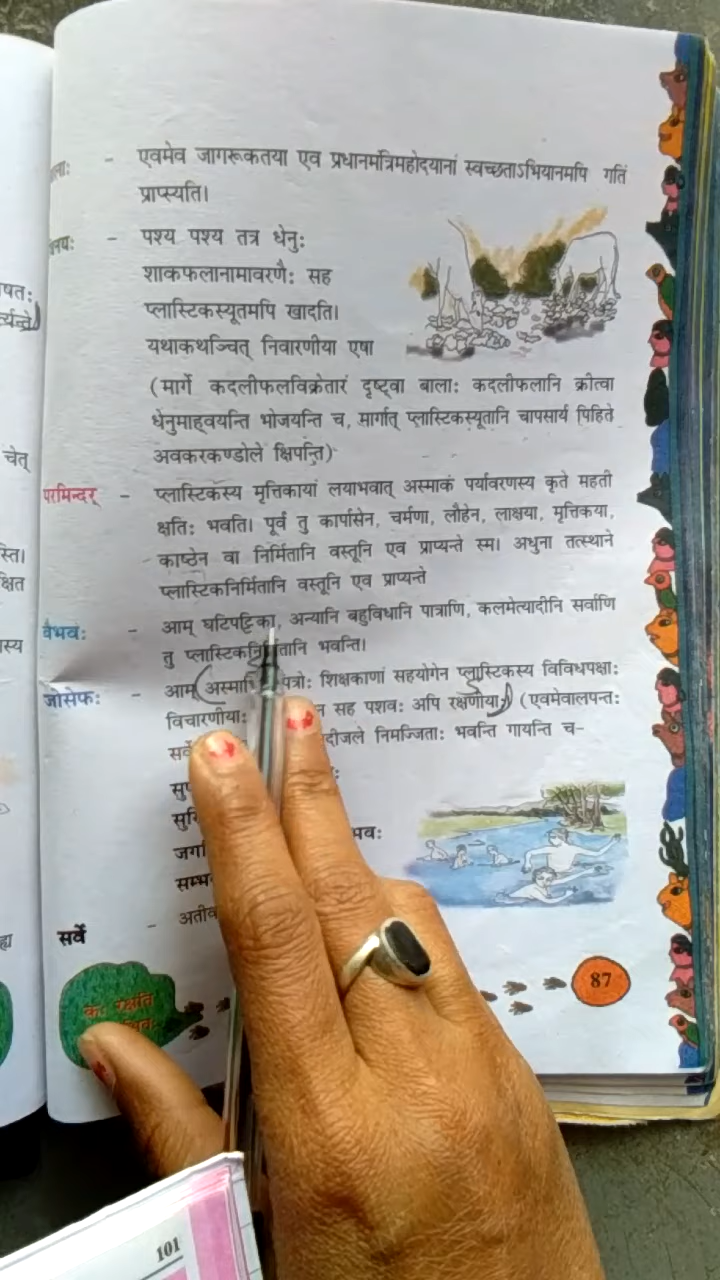 एवमेव जागरूकतया एव प्रधानमंत्रिमहोदयानां स्वच्छताऽभियानमपि गतिं
प्राप्स्यति।
पश्य पश्य तत्र धेनुः
शाकफलानामावरणैः सह
प्लास्टिकस्यूतमपि खादति।
यथाकथञ्चित् निवारणीया एषा
(मार्गे कदलीफलविक्रेतारं दृष्ट्वा बालाः कदलीफलानि क्रीत्वा
धेनुमाह्वयन्ति भोजयन्ति च, मार्गात् प्लास्टिकस्यूतानि चापसार्य पिहिते
अवकरकण्डोले क्षिपन्ति)
परमिन्दर् - प्लास्टिकस्य मृत्तिकायां लयाभवात् अस्माकं पर्यावरणस्य कृते महती
क्षतिः भवति। पूर्वं तु कार्पासेन, चर्मणा, लौहेन, लाक्षया, मृत्तिकया,
काष्ठेन वा निर्मितानि वस्तूनि एव प्राप्यन्ते स्म। अधुना तत्स्थाने
प्लास्टिकनिर्मितानि वस्तूनि एव प्राप्यन्ते
वैभवः - आम् घटिपट्टिका, अन्यानि बहुविधानि पात्राणि, कलमेत्यादीनि सर्वाणि
तु भवन्ति।
जोसेफः - आम् शिक्षकाणां सहयोगेन प्लास्टिकस्य विविधपक्षाः
विचारणीयाः सह पशवः अपि रक्षणीयाः) (एवमेवालपन्तः
निमज्जिताः भवन्ति गायन्ति च-
सर्वे -
कः रक्षति
87
चेत्
101